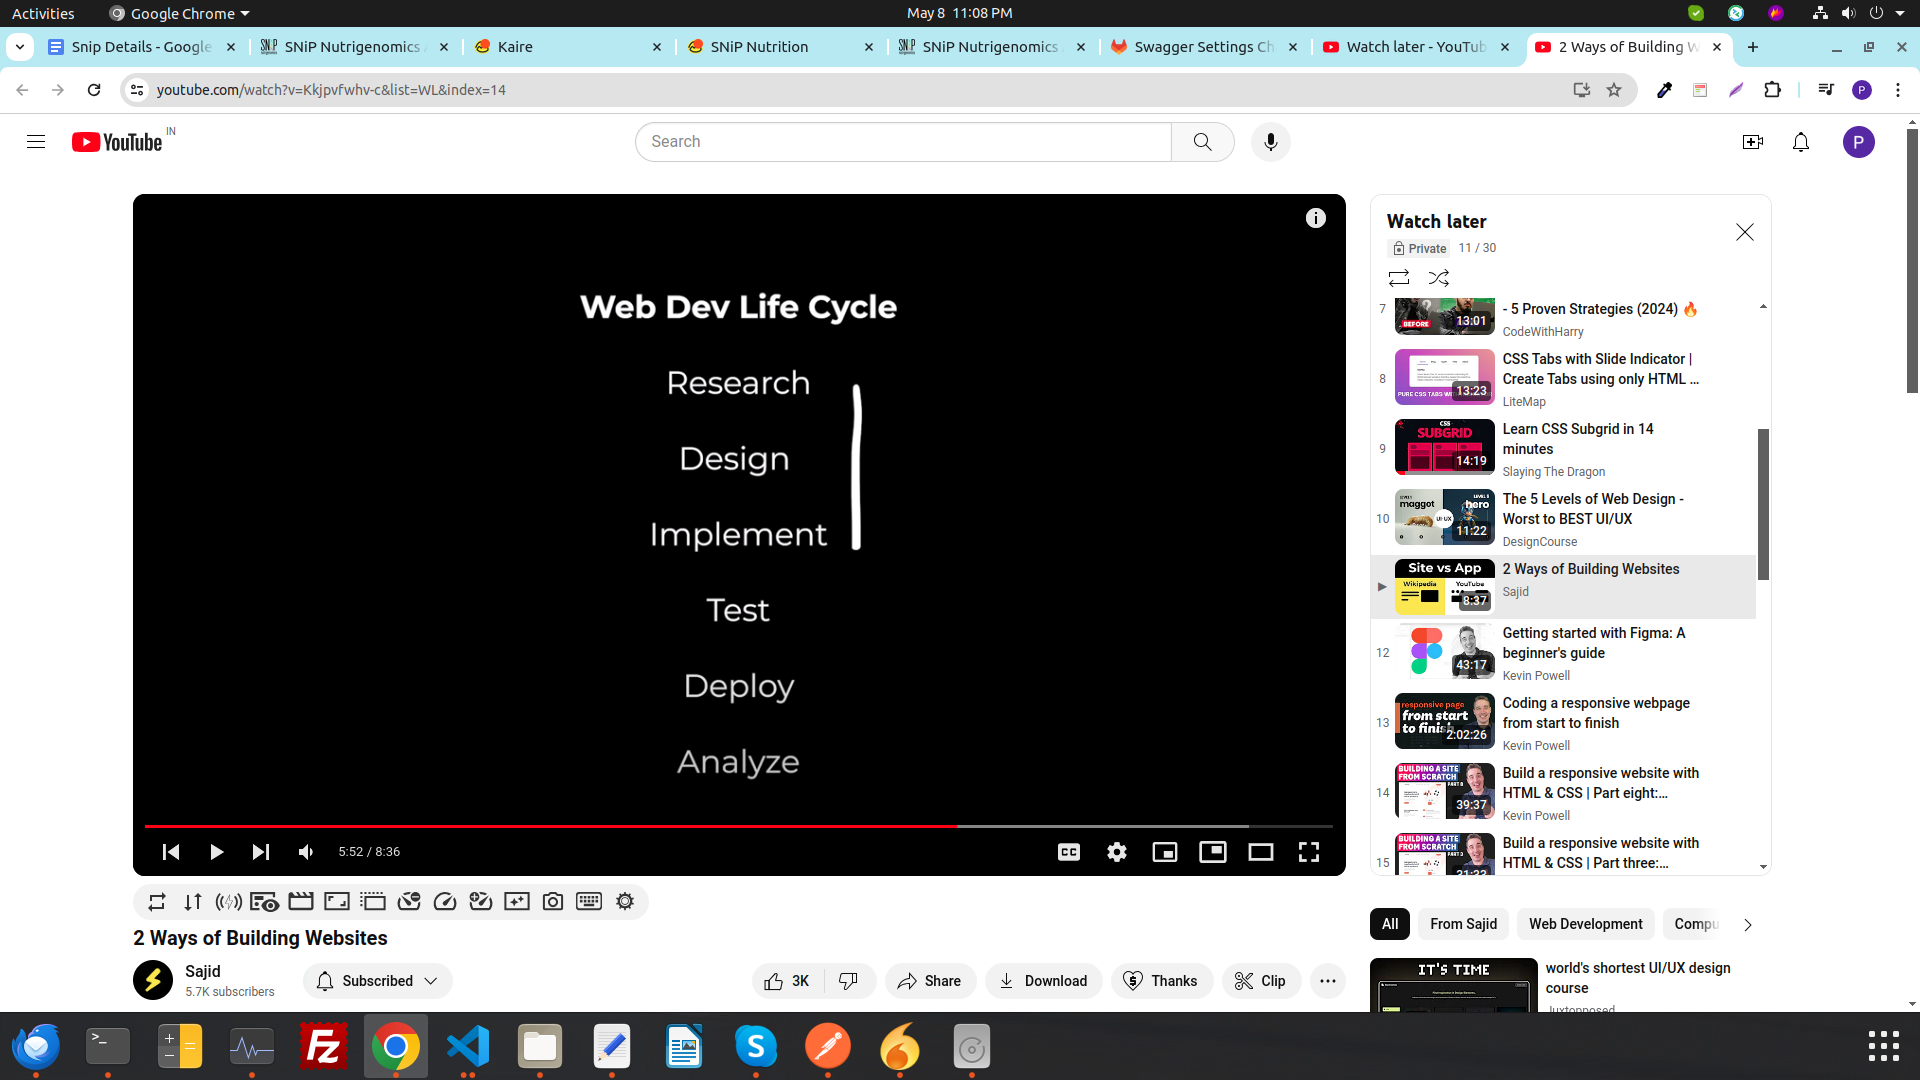 Activities
Google Chrome
May 8 11:08 PM
Snip Details - Google
SNiP Nutrigenomics
Kaire
SNiP Nutrition
SNiP Nutrigenomics
Swagger Settings Ch
Watch later - YouTub
2 Ways of Building W
youtube.com/watch?v=Kkjpvfwhv-c&list=WL&index=14
P
YouTube IN
Search
P
Web Dev Life Cycle
Research
Design
Implement
Test
Deploy
Analyze
5:52 / 8:36
CC
2 Ways of Building Websites
Sajid
5.7K subscribers
Subscribed
3K
Share
Download
Thanks
Clip
Watch later
Private 11 / 30
7
BEFORE
13:01
- 5 Proven Strategies (2024) 🔥
CodeWithHarry
8
13:23
CSS Tabs with Slide Indicator |
Create Tabs using only HTML ...
LiteMap
9
CSS
SUBGRID
14:19
Learn CSS Subgrid in 14
minutes
Slaying The Dragon
10
maggot
hero
UI UX
11:22
The 5 Levels of Web Design -
Worst to BEST UI/UX
DesignCourse
Site vs App
Wikipedia YouTube
8:37
2 Ways of Building Websites
Sajid
12
43:17
Getting started with Figma: A
beginner's guide
Kevin Powell
13
responsive page
from start
to finish
2:02:26
Coding a responsive webpage
from start to finish
Kevin Powell
14
BUILDING A SITE
FROM SCRATCH
39:37
Build a responsive website with
HTML & CSS | Part eight:...
Kevin Powell
15
BUILDING A SITE
FROM SCRATCH
Build a responsive website with
HTML & CSS | Part three:...
All
From Sajid
Web Development
Compu
IT'S TIME
world's shortest UI/UX design
course
Juxtopposed
Fz
S